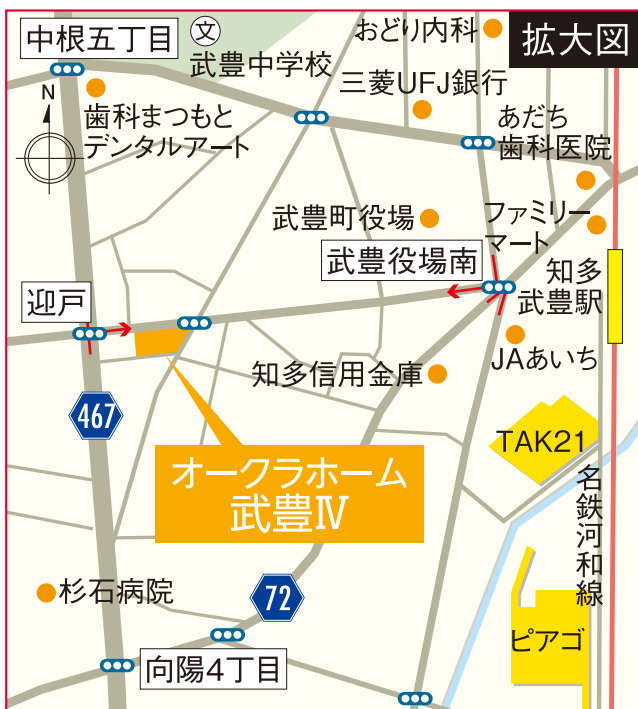 中根五丁目
文
武豊中学校
おどり内科
拡大図
三菱UFJ銀行
N
歯科まつもと
デンタルアート
あだち
歯科医院
武豊町役場
ファミリー
マート
武豊役場南
知多
武豊駅
迎戸
JAあいち
知多信用金庫
467
TAK21
オークラホーム
武豊Ⅳ
名鉄河和線
杉石病院
72
ピアゴ
向陽4丁目